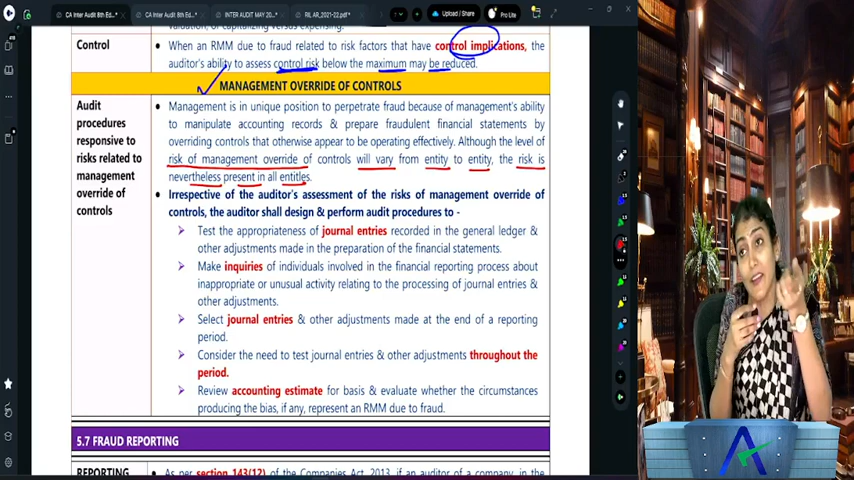 CA Inter Audit 8th Ed...*
CA Inter Audit 8th Ed...*
INTER AUDIT MAY 20...*
RIL AR_2021-22.pdf*
Upload / Share
Pro Lite
Control
When an RMM due to fraud related to risk factors that have control implications, the
auditor's ability to assess control risk below the maximum may be reduced.
MANAGEMENT OVERRIDE OF CONTROLS
Audit
procedures
responsive to
risks related to
management
override of
controls
Management is in unique position to perpetrate fraud because of management's ability
to manipulate accounting records & prepare fraudulent financial statements by
overriding controls that otherwise appear to be operating effectively. Although the level of
risk of management override of controls will vary from entity to entity, the risk is
nevertheless present in all entitles.
Irrespective of the auditor's assessment of the risks of management override of
controls, the auditor shall design & perform audit procedures to -
Test the appropriateness of journal entries recorded in the general ledger &
other adjustments made in the preparation of the financial statements.
Make inquiries of individuals involved in the financial reporting process about
inappropriate or unusual activity relating to the processing of journal entries &
other adjustments.
Select journal entries & other adjustments made at the end of a reporting
period.
Consider the need to test journal entries & other adjustments throughout the
period.
Review accounting estimate for basis & evaluate whether the circumstances
producing the bias, if any, represent an RMM due to fraud.
5.7 FRAUD REPORTING
REPORTING
As per section 143(12) of the Companies Act, 2013, if an auditor of a company, in the